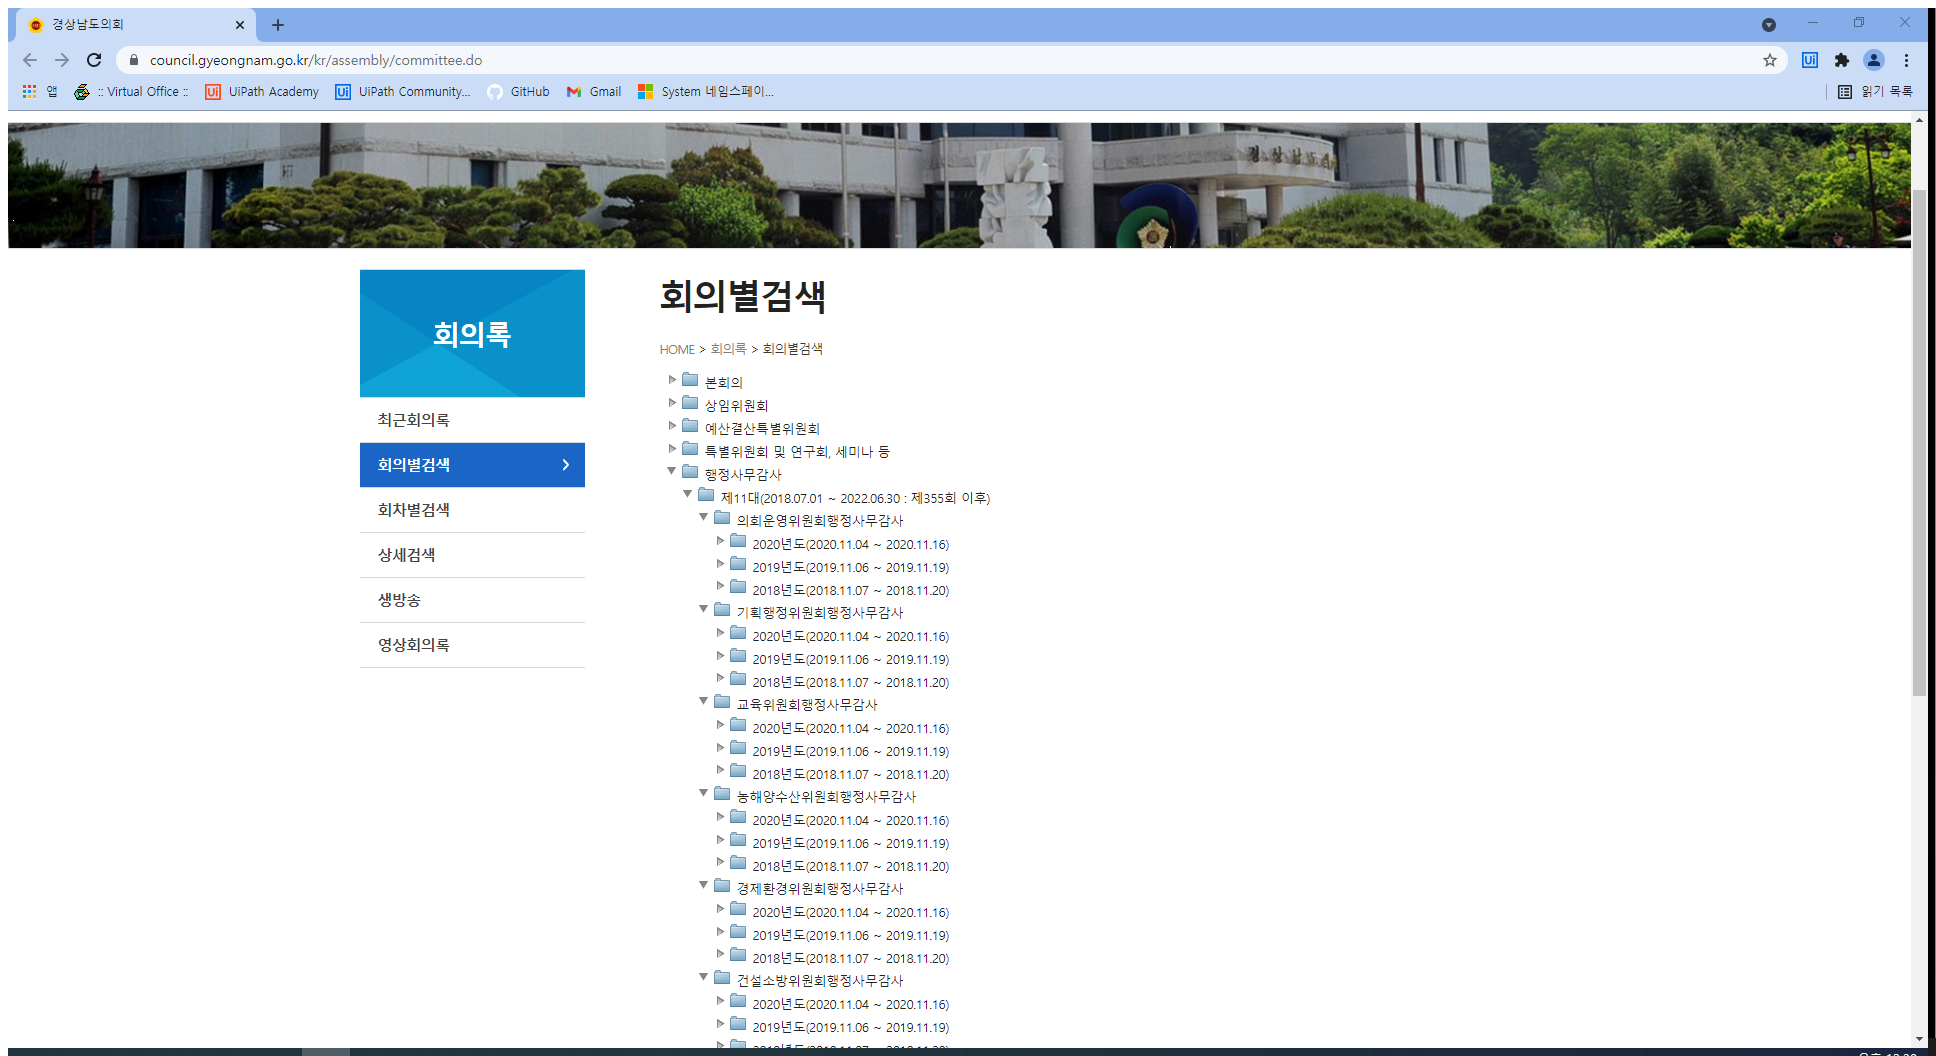 경상남도의회
council.gyeongnam.go.kr/kr/assembly/committee.do
앱 :: Virtual Office :: UiPath Academy UiPath Community... GitHub Gmail System 네임스페이... 읽기 목록
경상남도의회
회의록
최근회의록
회의별검색
회차별검색
상세검색
생방송
영상회의록
회의별검색
HOME > 회의록 > 회의별검색
본회의
상임위원회
예산결산특별위원회
특별위원회 및 연구회, 세미나 등
행정사무감사
제11대(2018.07.01 ~ 2022.06.30 : 제355회 이후)
의회운영위원회행정사무감사
2020년도(2020.11.04 ~ 2020.11.16)
2019년도(2019.11.06 ~ 2019.11.19)
2018년도(2018.11.07 ~ 2018.11.20)
기획행정위원회행정사무감사
2020년도(2020.11.04 ~ 2020.11.16)
2019년도(2019.11.06 ~ 2019.11.19)
2018년도(2018.11.07 ~ 2018.11.20)
교육위원회행정사무감사
2020년도(2020.11.04 ~ 2020.11.16)
2019년도(2019.11.06 ~ 2019.11.19)
2018년도(2018.11.07 ~ 2018.11.20)
농해양수산위원회행정사무감사
2020년도(2020.11.04 ~ 2020.11.16)
2019년도(2019.11.06 ~ 2019.11.19)
2018년도(2018.11.07 ~ 2018.11.20)
경제환경위원회행정사무감사
2020년도(2020.11.04 ~ 2020.11.16)
2019년도(2019.11.06 ~ 2019.11.19)
2018년도(2018.11.07 ~ 2018.11.20)
건설소방위원회행정사무감사
2020년도(2020.11.04 ~ 2020.11.16)
2019년도(2019.11.06 ~ 2019.11.19)